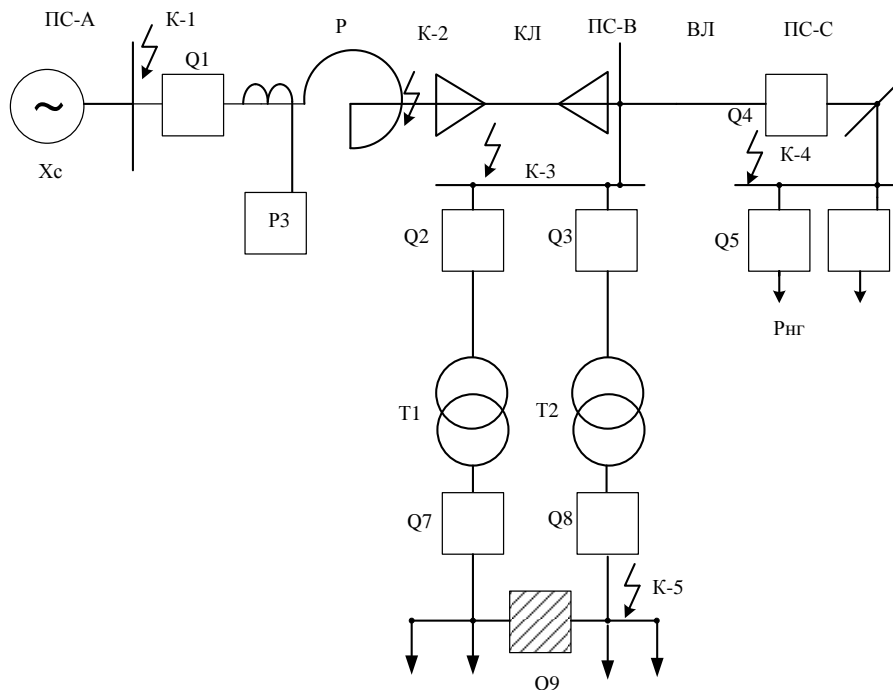 ПС-А К-1 Р К-2 КЛ ПС-В ВЛ ПС-С
Q1
Q4
~
К-4
Хс
К-3
РЗ
Q2 Q3 Q5
Рнг
Т1 Т2
Q7 Q8
К-5
Q9